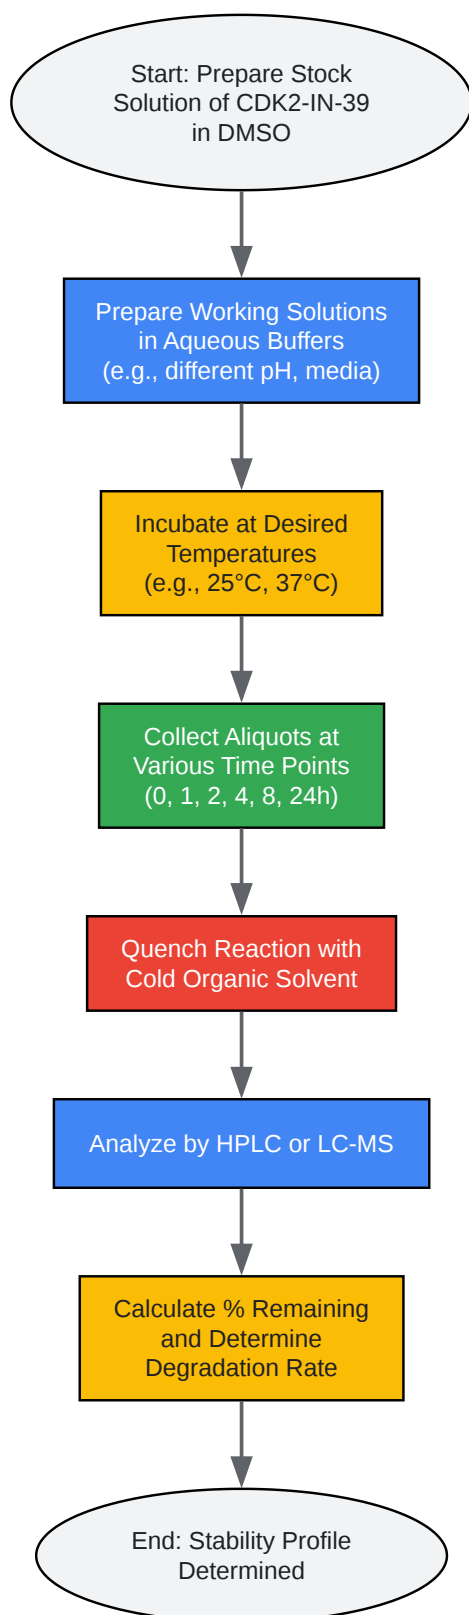 Start: Prepare Stock
Solution of CDK2-IN-39
in DMSO
Prepare Working Solutions
in Aqueous Buffers
(e.g., different pH, media)
Incubate at Desired
Temperatures
(e.g., 25°C, 37°C)
Collect Aliquots at
Various Time Points
(0, 1, 2, 4, 8, 24h)
Quench Reaction with
Cold Organic Solvent
Analyze by HPLC or LC-MS
Calculate % Remaining
and Determine
Degradation Rate
End: Stability Profile
Determined